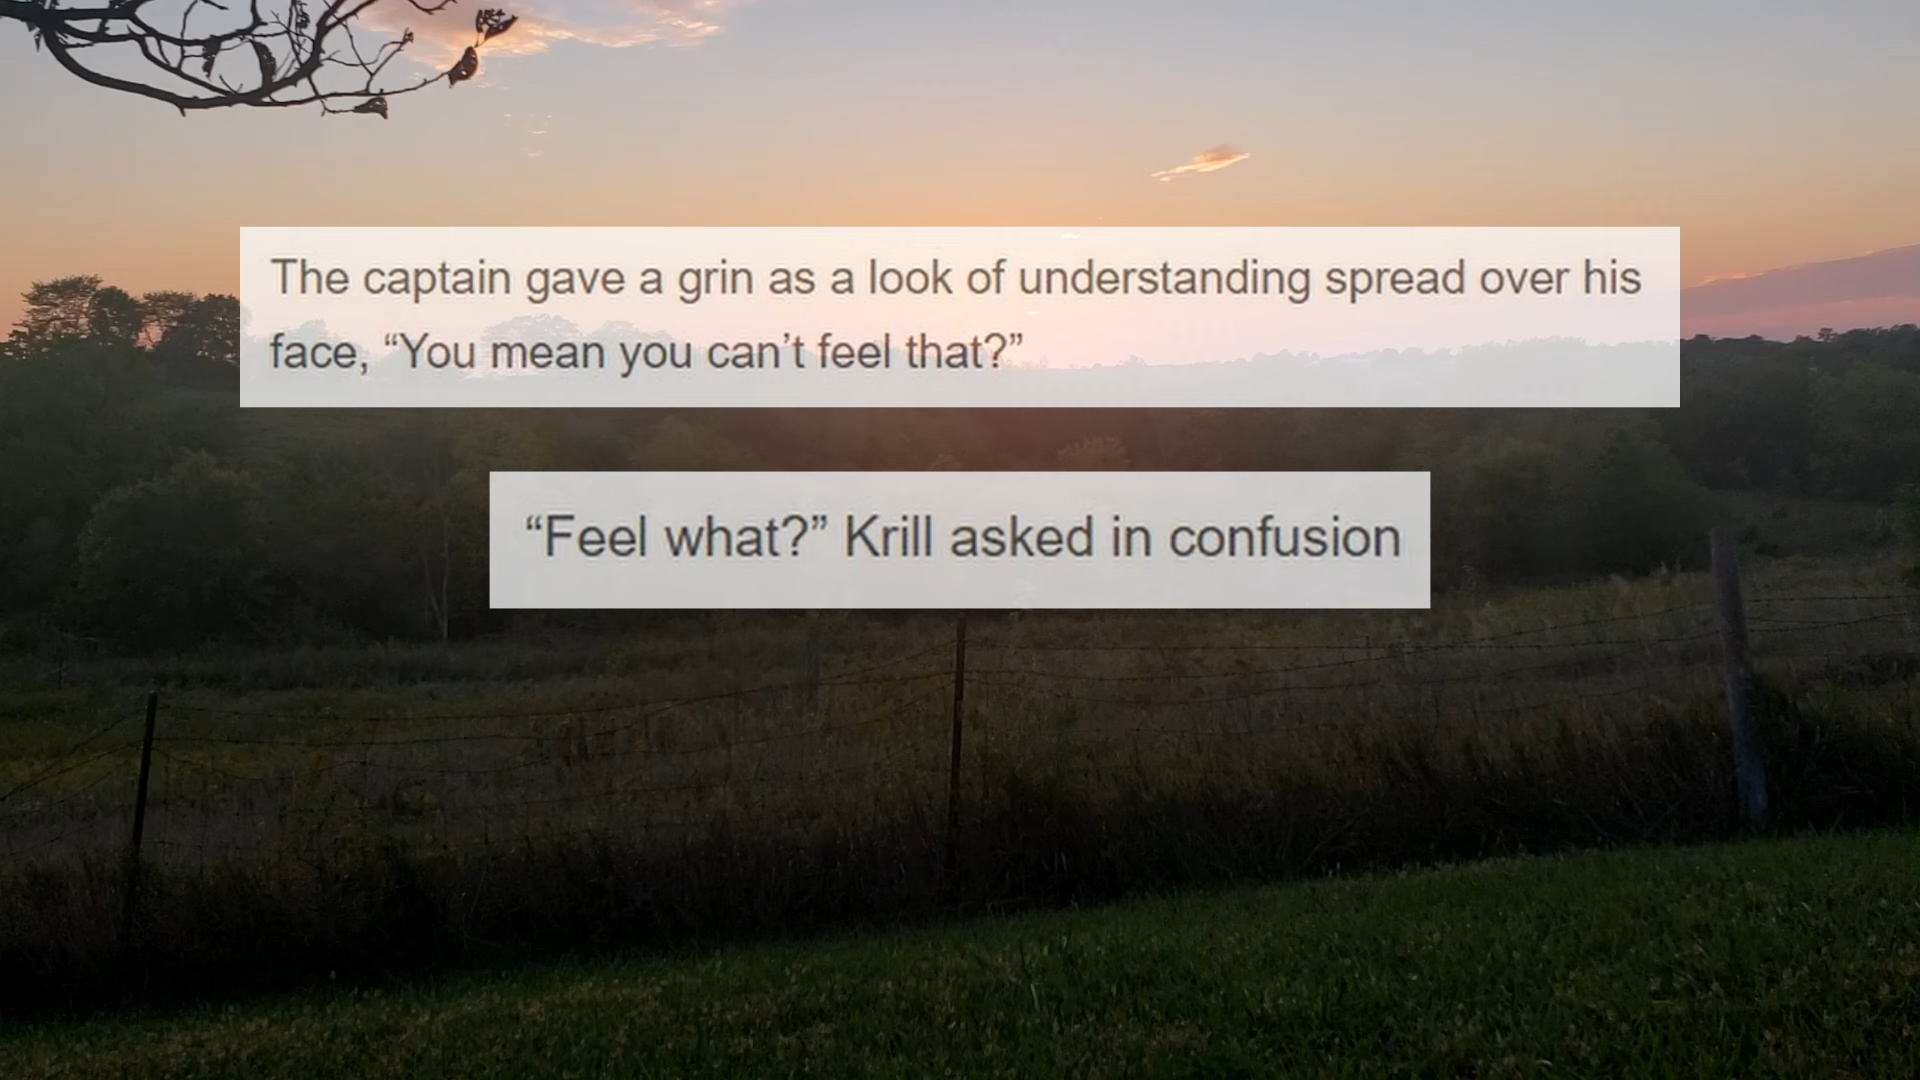 The captain gave a grin as a look of understanding spread over his
face, “You mean you can’t feel that?”
“Feel what?” Krill asked in confusion